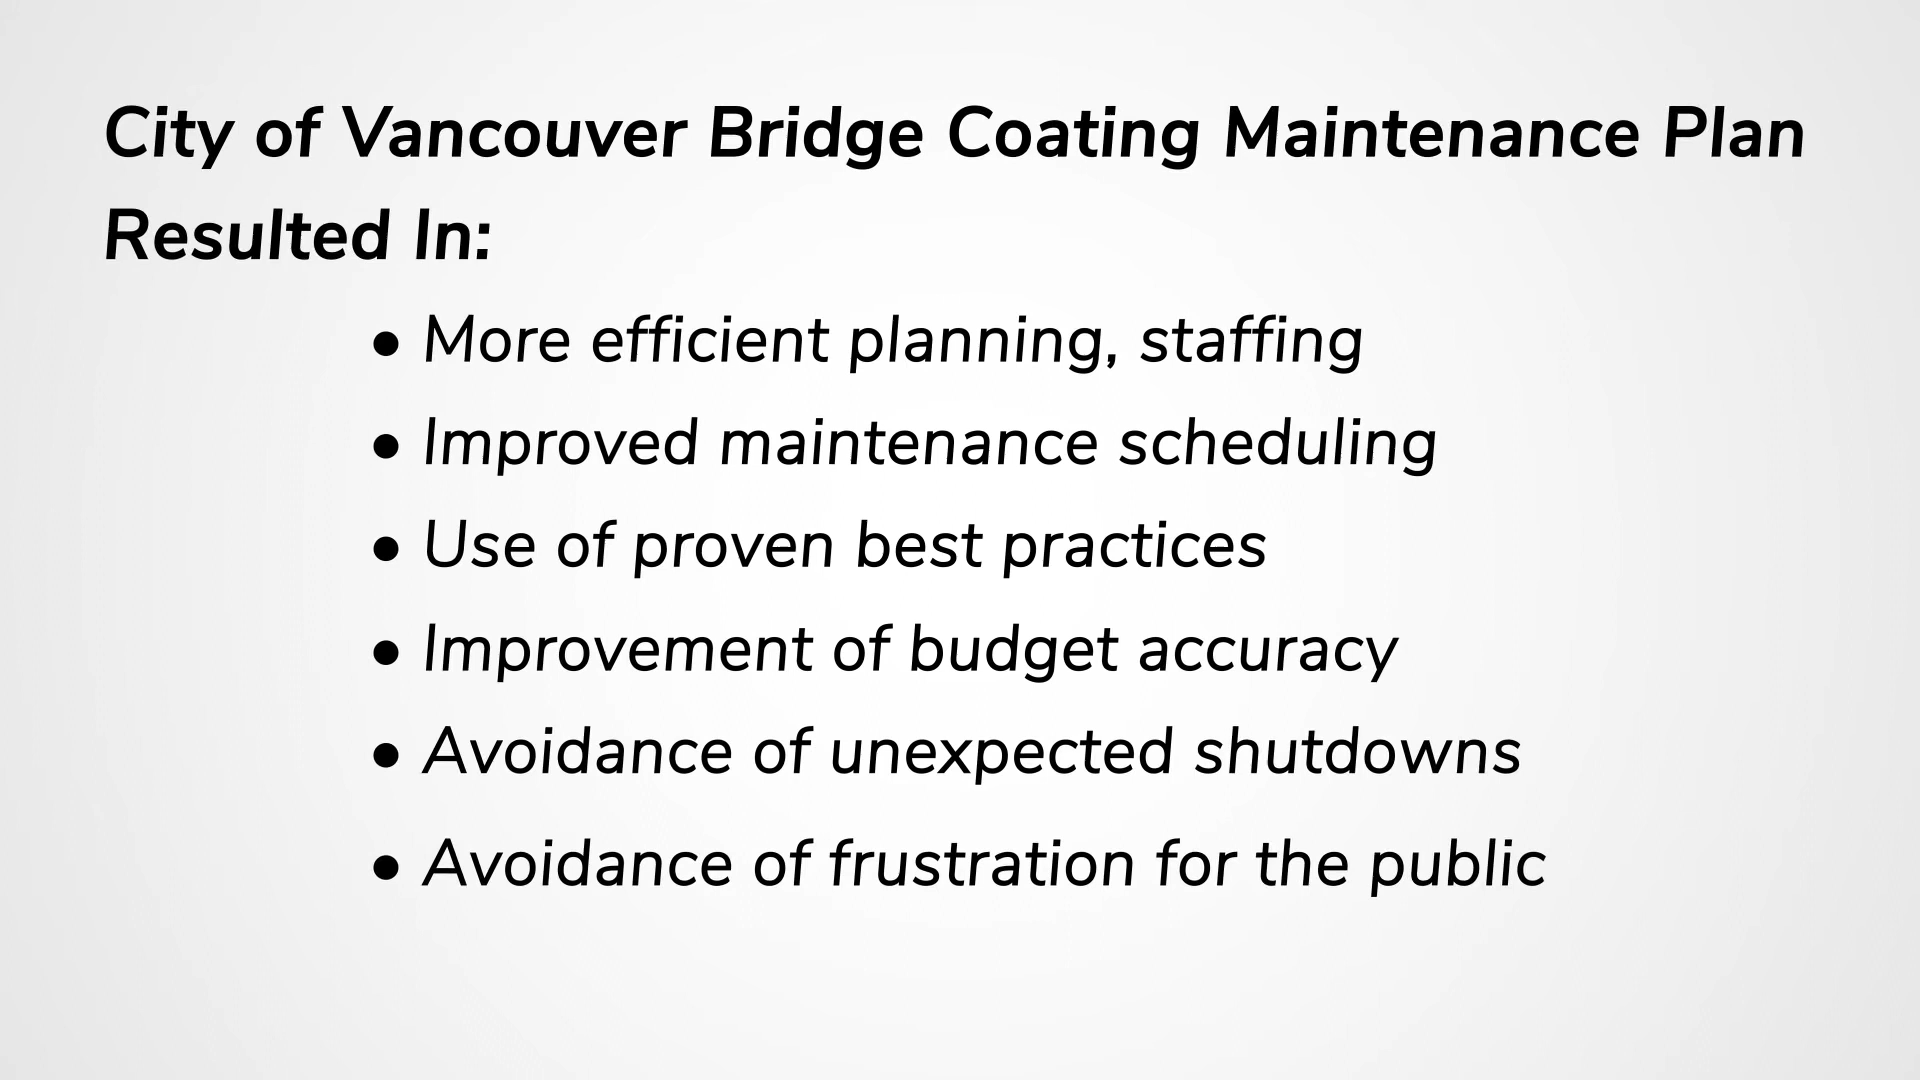 City of Vancouver Bridge Coating Maintenance Plan
Resulted In:
• More efficient planning, staffing
• Improved maintenance scheduling
• Use of proven best practices
• Improvement of budget accuracy
• Avoidance of unexpected shutdowns
• Avoidance of frustration for the public